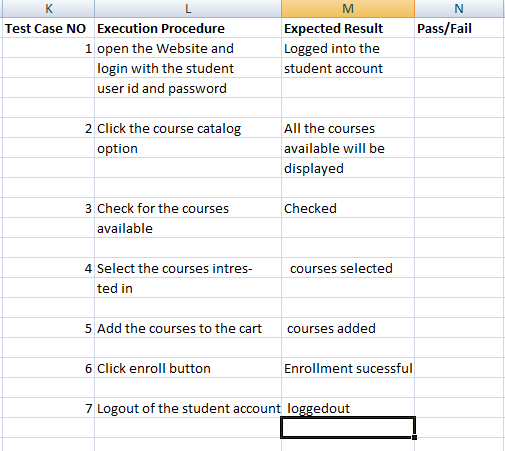 K L M N
Test Case NO Execution Procedure Expected Result Pass/Fail
1 open the Website and Logged into the
login with the student student account
user id and password
2 Click the course catalog All the courses
option available will be
displayed
3 Check for the courses Checked
available
4 Select the courses intres- courses selected
ted in
5 Add the courses to the cart courses added
6 Click enroll button Enrollment sucessful
7 Logout of the student account loggedout